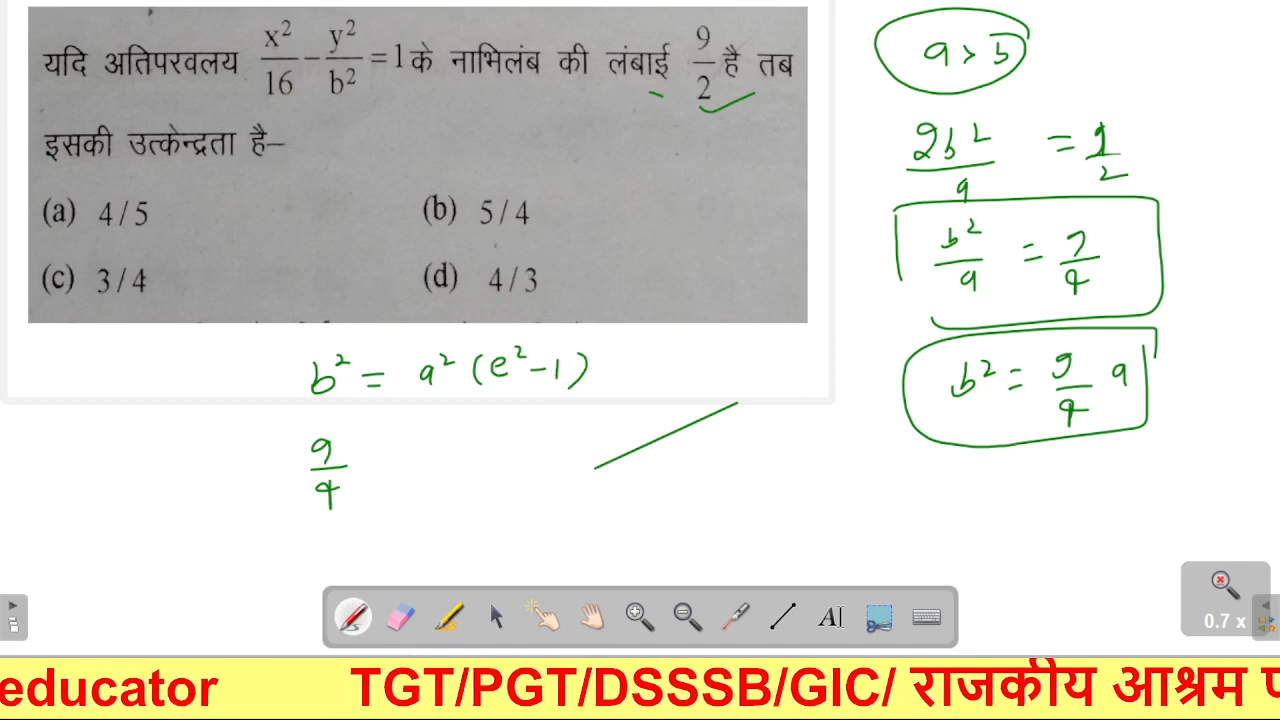 यदि अतिपरवलय x²/16 − y²/b² = 1 के नाभिलंब की लंबाई 9/2 है तब
इसकी उत्केन्द्रता है–
(a) 4/5
(b) 5/4
(c) 3/4
(d) 4/3
a > b
2b²/a = 9/2
b²/a = 9/4
b² = 9/4 a
b² = a² (e² -1)
9/4
AI
0.7 x
educator TGT/PGT/DSSSB/GIC/ राजकीय आश्रम